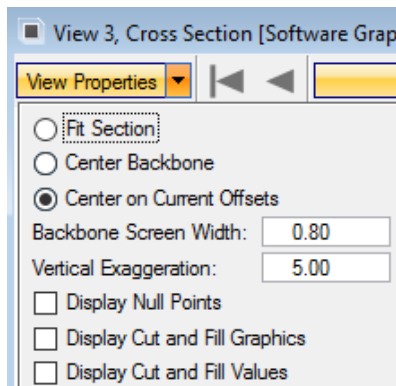 View 3, Cross Section [Software Grap
View Properties
Fit Section
Center Backbone
Center on Current Offsets
Backbone Screen Width: 0.80
Vertical Exaggeration: 5.00
Display Null Points
Display Cut and Fill Graphics
Display Cut and Fill Values